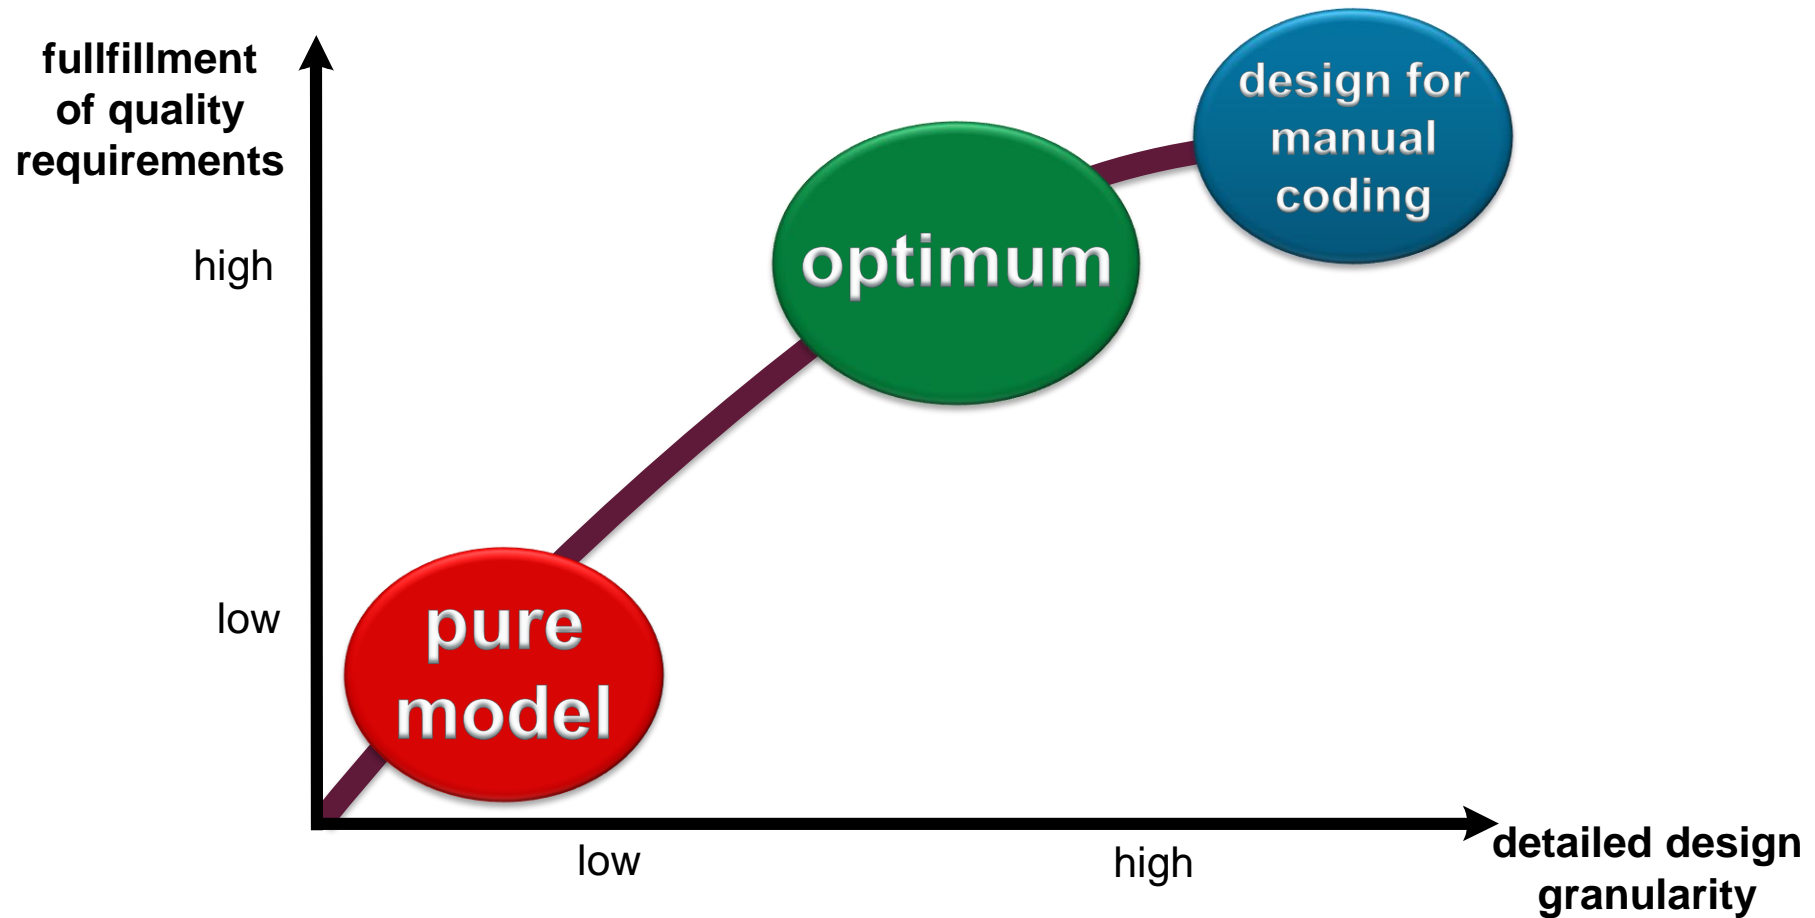 fullfillment
of quality
requirements
design for
manual
coding
optimum
high
low
pure
model
low
high
detailed design
granularity